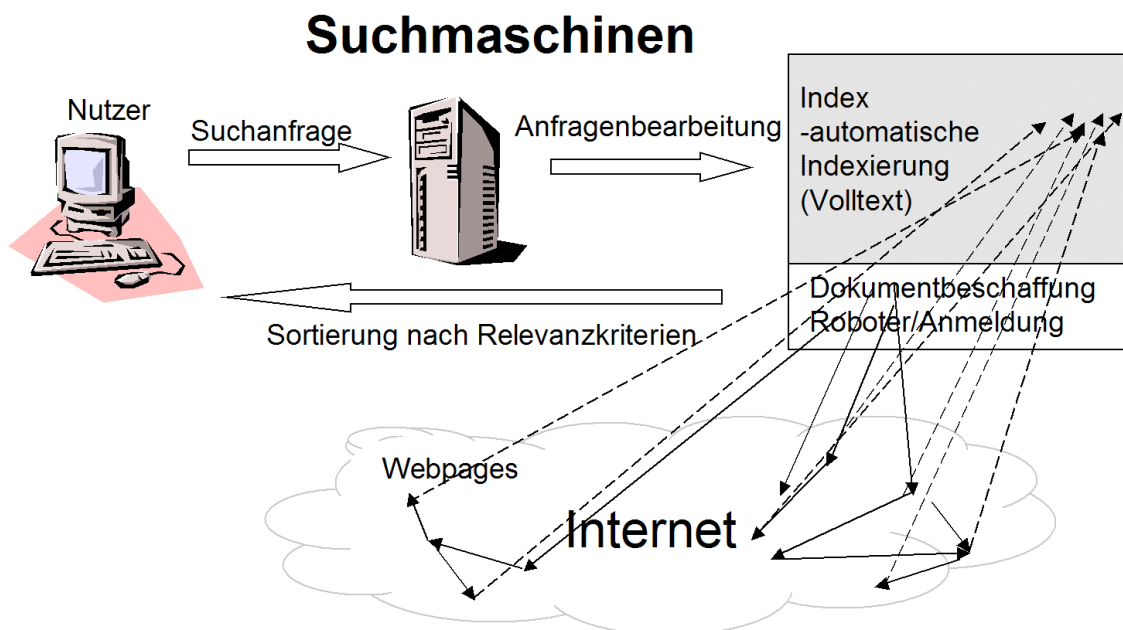 Suchmaschinen
Nutzer
Suchanfrage
Anfragenbearbeitung
Index
-automatische
Indexierung
(Volltext)
Dokumentbeschaffung
Roboter/Anmeldung
Sortierung nach Relevanzkriterien
Webpages
Internet